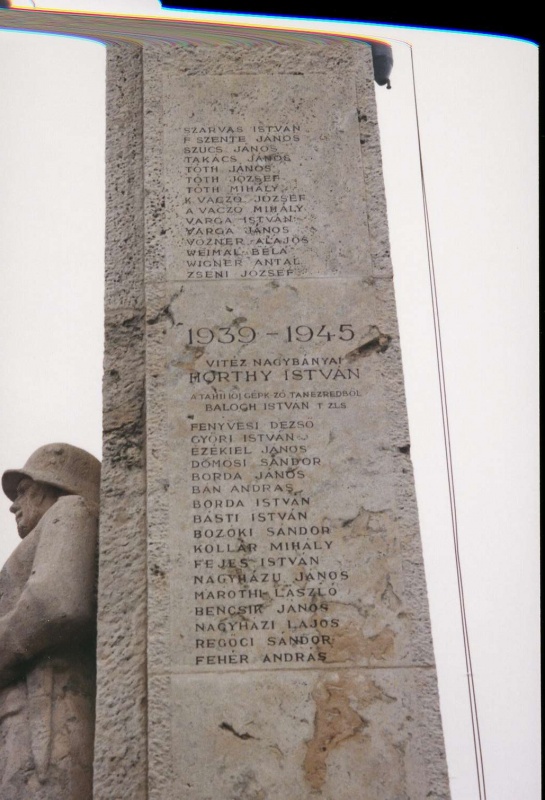 SZARVAS ISTVÁN
F SZENTE JÁNOS
SZÜCS JÁNOS
TAKÁCS JÁNOS
TÓTH JÁNOS
TÓTH JÓZSEF
TÓTH MIHÁLY
K VACZÓ JÓZSEF
A VACZÓ MIHÁLY
VARGA ISTVÁN
VARGA JÁNOS
VOZNER ALAJOS
WEIMAL BÉLA
WIGNER ANTAL
ZSENI JÓZSEF
1939-1945
VITÉZ NAGYBÁNYAI
HORTHY ISTVÁN
BALOGH ISTVÁN T. ZLS
FENYVESI DEZSŐ
GYŐRI ISTVÁN
EZÉKIEL JÁNOS
DÖMÖSI SÁNDOR
BORDA JÁNOS
BÁN ANDRÁS
BORDA ISTVÁN
BÁSTI ISTVÁN
BOZÓKI SÁNDOR
KOLLÁR MIHÁLY
FEJES ISTVÁN
NAGYHÁZU JÁNOS
MARÓTHI LÁSZLÓ
BENCSIK JÁNOS
NAGYHÁZI LAJOS
REGŐCI SÁNDOR
FEHÉR ANDRÁS